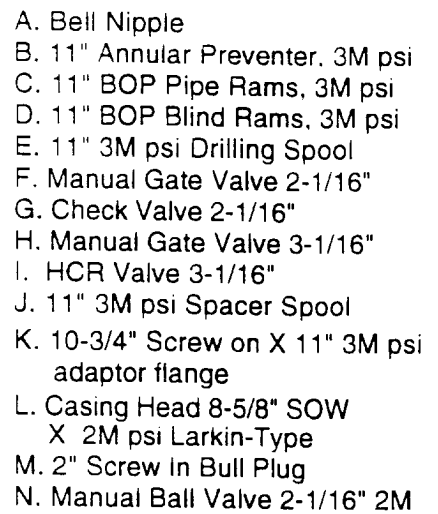 A. Bell Nipple
B. 11" Annular Preventer, 3M psi
C. 11" BOP Pipe Rams, 3M psi
D. 11" BOP Blind Rams, 3M psi
E. 11" 3M psi Drilling Spool
F. Manual Gate Valve 2-1/16"
G. Check Valve 2-1/16"
H. Manual Gate Valve 3-1/16"
I. HCR Valve 3-1/16"
J. 11" 3M psi Spacer Spool
K. 10-3/4" Screw on X 11" 3M psi
adaptor flange
L. Casing Head 8-5/8" SOW
X 2M psi Larkin-Type
M. 2" Screw in Bull Plug
N. Manual Ball Valve 2-1/16" 2M